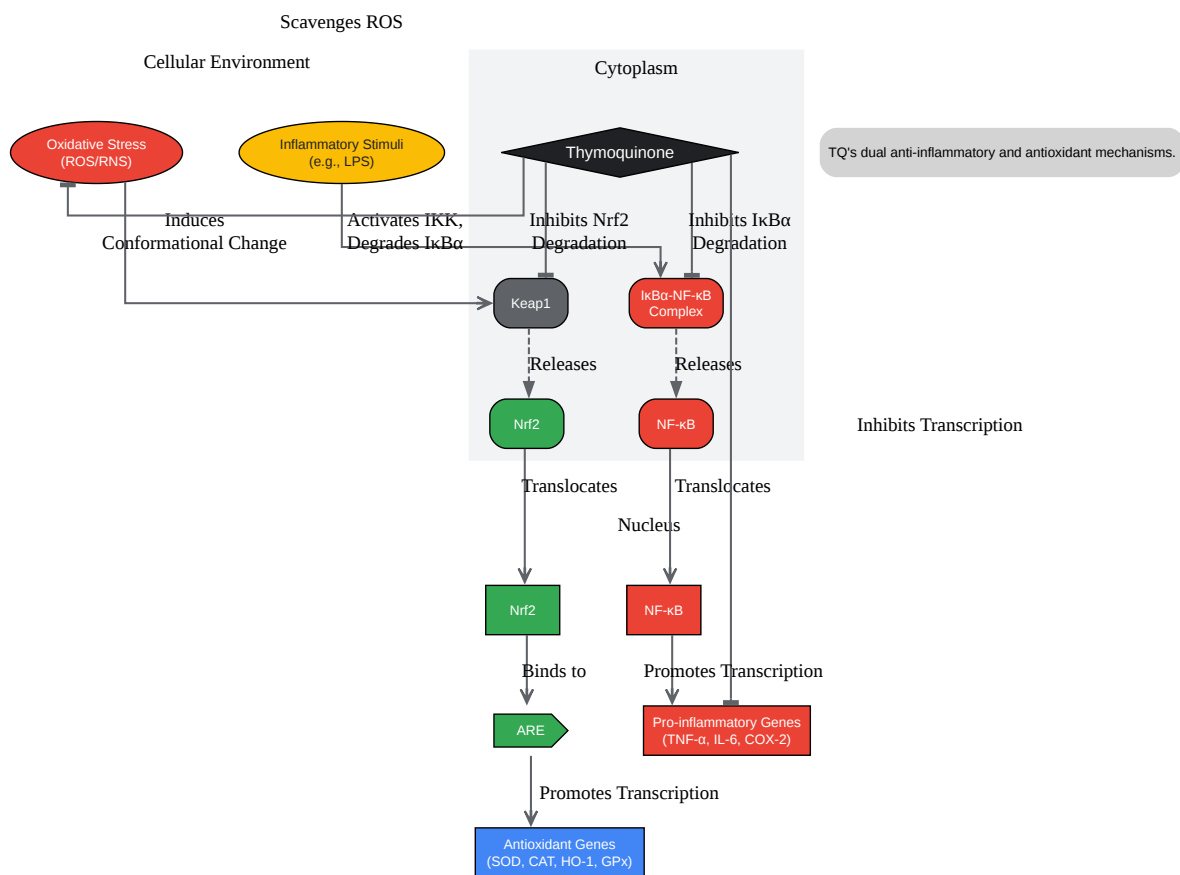 Scavenges ROS
Cellular Environment
Cytoplasm
Oxidative Stress
(ROS/RNS)
Inflammatory Stimuli
(e.g., LPS)
Thymoquinone
TQ's dual anti-inflammatory and antioxidant mechanisms.
Induces
Conformational Change
Activates IKK,
Degrades IκBα
Inhibits Nrf2
Degradation
Inhibits IκBα
Degradation
Keap1
IκBα-NF-κB
Complex
Releases
Releases
Nrf2
NF-κB
Inhibits Transcription
Translocates
Translocates
Nucleus
Nrf2
NF-κB
Binds to
Promotes Transcription
ARE
Pro-inflammatory Genes
(TNF-α, IL-6, COX-2)
Promotes Transcription
Antioxidant Genes
(SOD, CAT, HO-1, GPx)